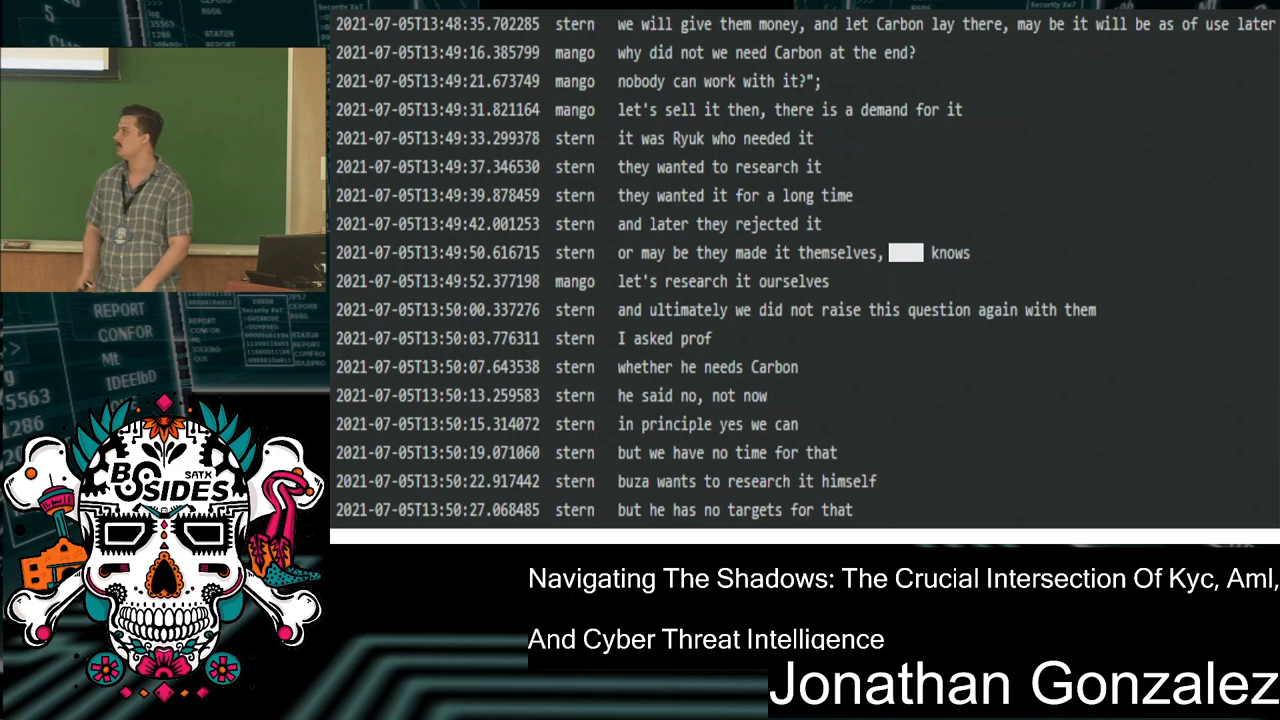 2021-07-05T13:48:35.702285 stern we will give them money, and let Carbon lay there, may be it will be as of use later
2021-07-05T13:49:16.385799 mango why did not we need Carbon at the end?
2021-07-05T13:49:21.673749 mango nobody can work with it?";
2021-07-05T13:49:31.821164 mango let's sell it then, there is a demand for it
2021-07-05T13:49:33.299378 stern it was Ryuk who needed it
2021-07-05T13:49:37.346530 stern they wanted to research it
2021-07-05T13:49:39.878459 stern they wanted it for a long time
2021-07-05T13:49:42.001253 stern and later they rejected it
2021-07-05T13:49:50.616715 stern or may be they made it themselves, knows
2021-07-05T13:49:52.377198 mango let's research it ourselves
2021-07-05T13:50:00.337276 stern and ultimately we did not raise this question again with them
2021-07-05T13:50:03.776311 stern I asked prof
2021-07-05T13:50:07.643538 stern whether he needs Carbon
2021-07-05T13:50:13.259583 stern he said no, not now
2021-07-05T13:50:15.314072 stern in principle yes we can
2021-07-05T13:50:19.071060 stern but we have no time for that
2021-07-05T13:50:22.917442 stern buza wants to research it himself
2021-07-05T13:50:27.068485 stern but he has no targets for that
REPORT
CONFOR
Mt
IDEElbD
35563
1286
BSIDES
SATX
Navigating The Shadows: The Crucial Intersection Of Kyc, Aml,
And Cyber Threat Intelligence
Jonathan Gonzalez